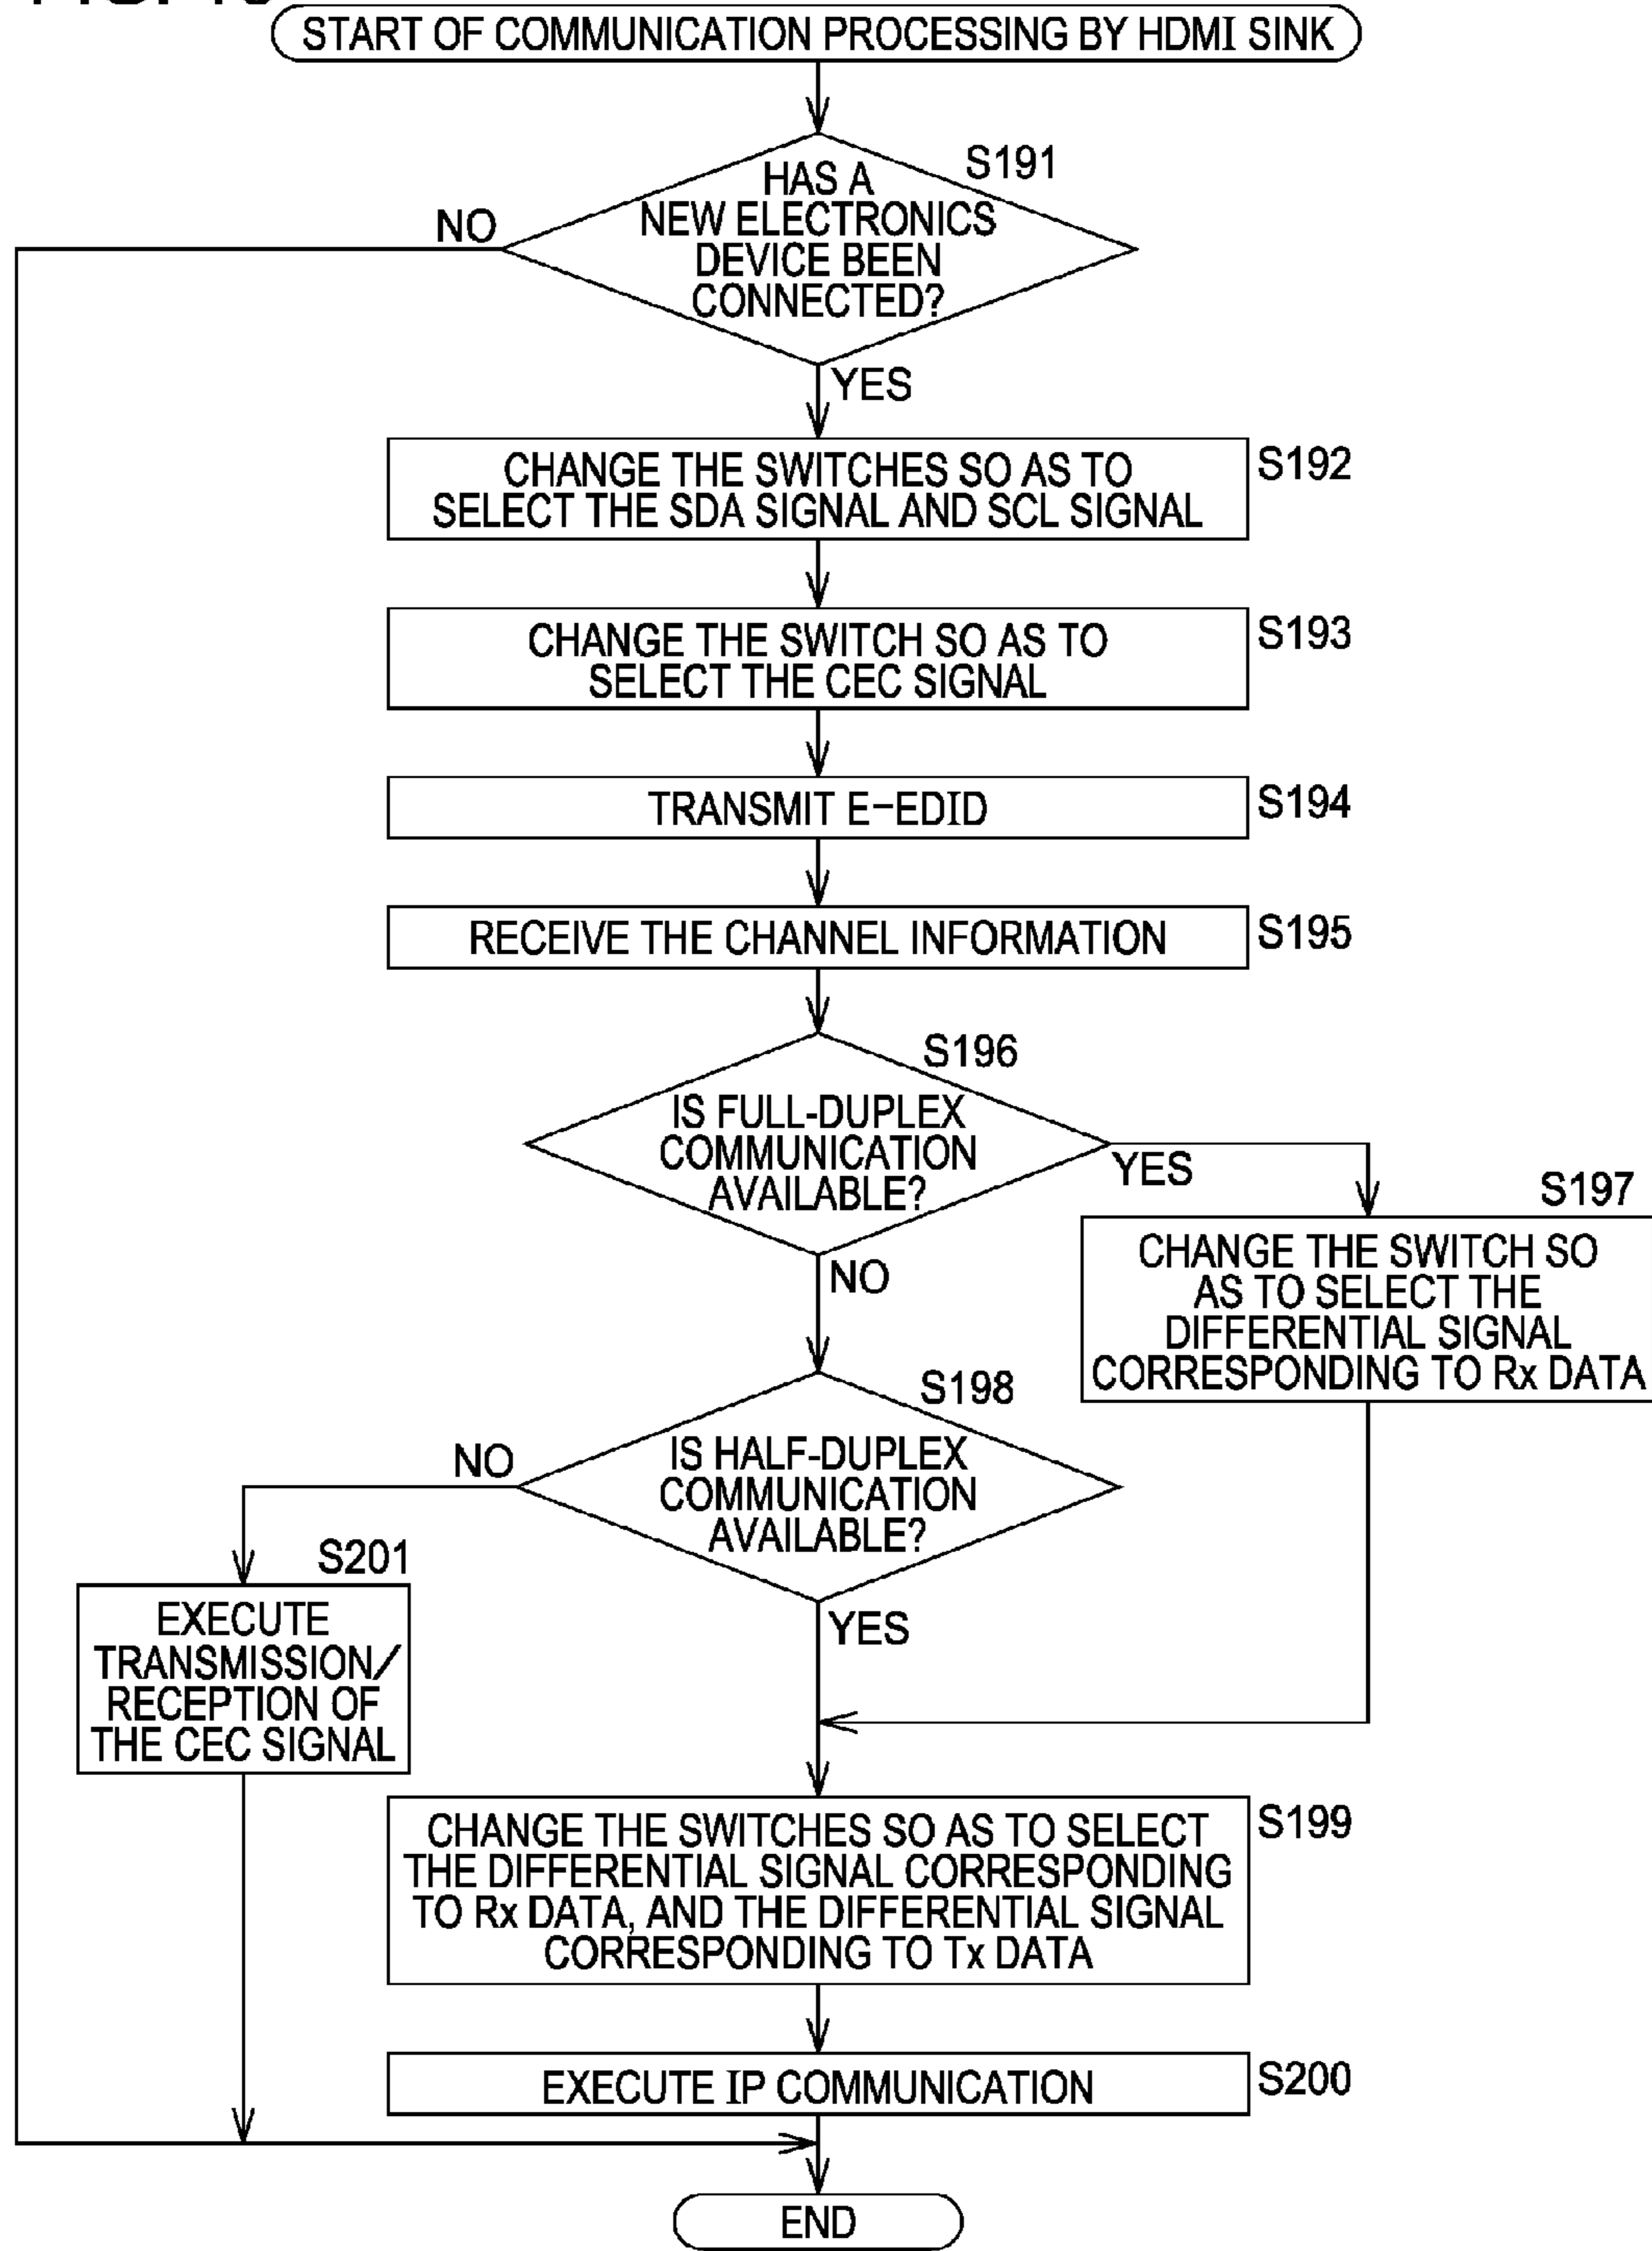 START OF COMMUNICATION PROCESSING BY HDMI SINK
S191
HAS A
NEW ELECTRONICS
DEVICE BEEN
CONNECTED?
NO
YES
CHANGE THE SWITCHES SO AS TO
SELECT THE SDA SIGNAL AND SCL SIGNAL
S192
CHANGE THE SWITCH SO AS TO
SELECT THE CEC SIGNAL
S193
TRANSMIT E-EDID
S194
RECEIVE THE CHANNEL INFORMATION
S195
S196
IS FULL-DUPLEX
COMMUNICATION
AVAILABLE?
YES
NO
S197
CHANGE THE SWITCH SO
AS TO SELECT THE
DIFFERENTIAL SIGNAL
CORRESPONDING TO Rx DATA
S198
IS HALF-DUPLEX
COMMUNICATION
AVAILABLE?
NO
YES
S201
EXECUTE
TRANSMISSION/
RECEPTION OF
THE CEC SIGNAL
CHANGE THE SWITCHES SO AS TO SELECT
THE DIFFERENTIAL SIGNAL CORRESPONDING
TO Rx DATA, AND THE DIFFERENTIAL SIGNAL
CORRESPONDING TO Tx DATA
S199
EXECUTE IP COMMUNICATION
S200
END